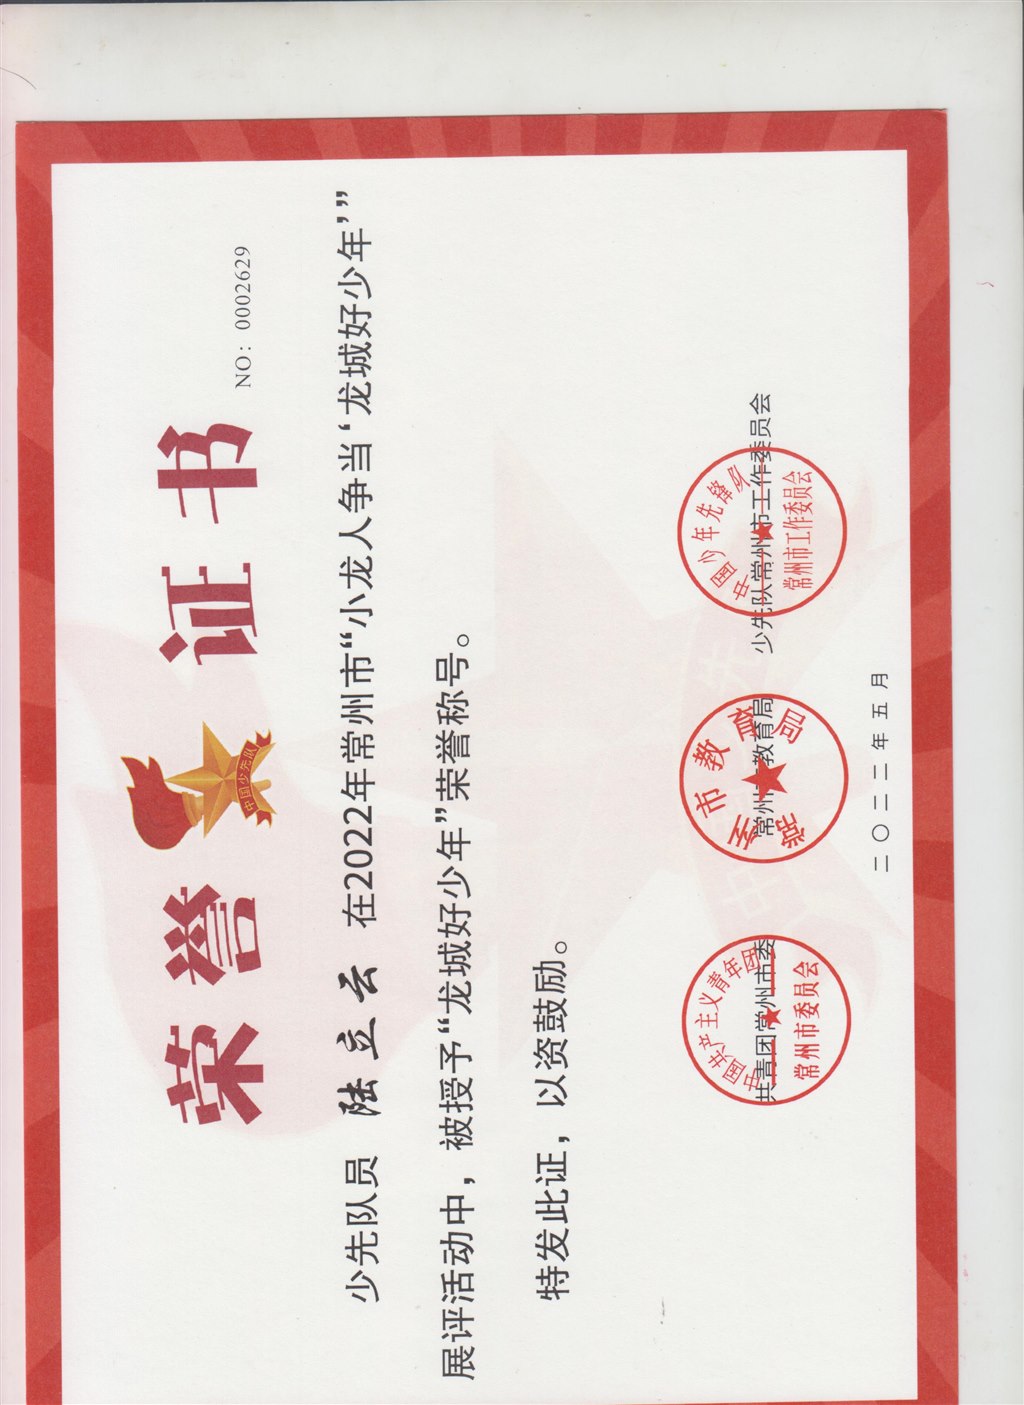 荣誉证书
中国少先队
NO：0002629
少先队员 陆立云 在2022年常州市“小龙人争当‘龙城好少年’”
展评活动中，被授予“龙城好少年”荣誉称号。
特发此证，以资鼓励。
共青团常州市委 常州市教育局 少先队常州市工作委员会
中国共产主义青年团
常州市委员会
常州市教育局
中国少年先锋队
常州市工作委员会
二〇二二年五月